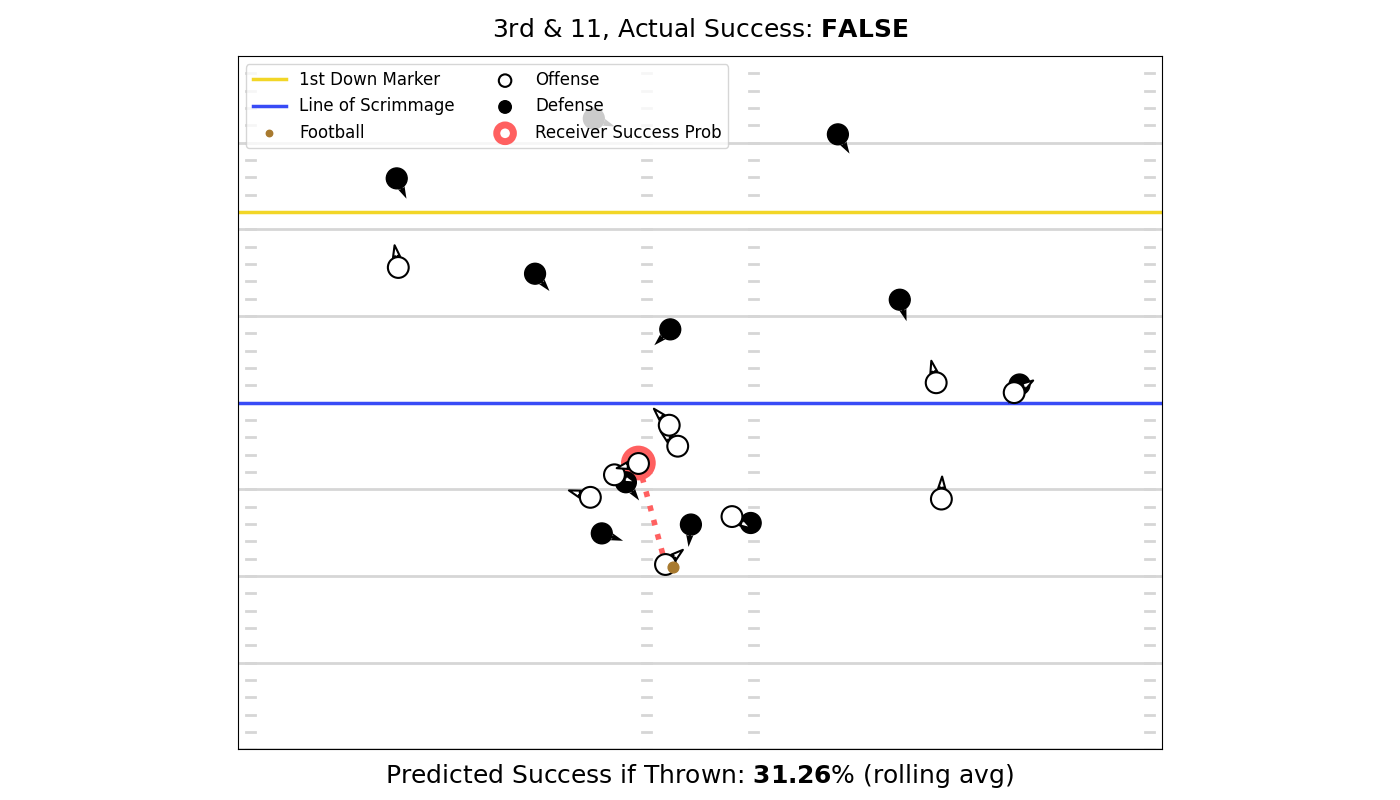 3rd & 11, Actual Success: FALSE
1st Down Marker
Line of Scrimmage
Football
Offense
Defense
Receiver Success Prob
Predicted Success if Thrown: 31.26% (rolling avg)